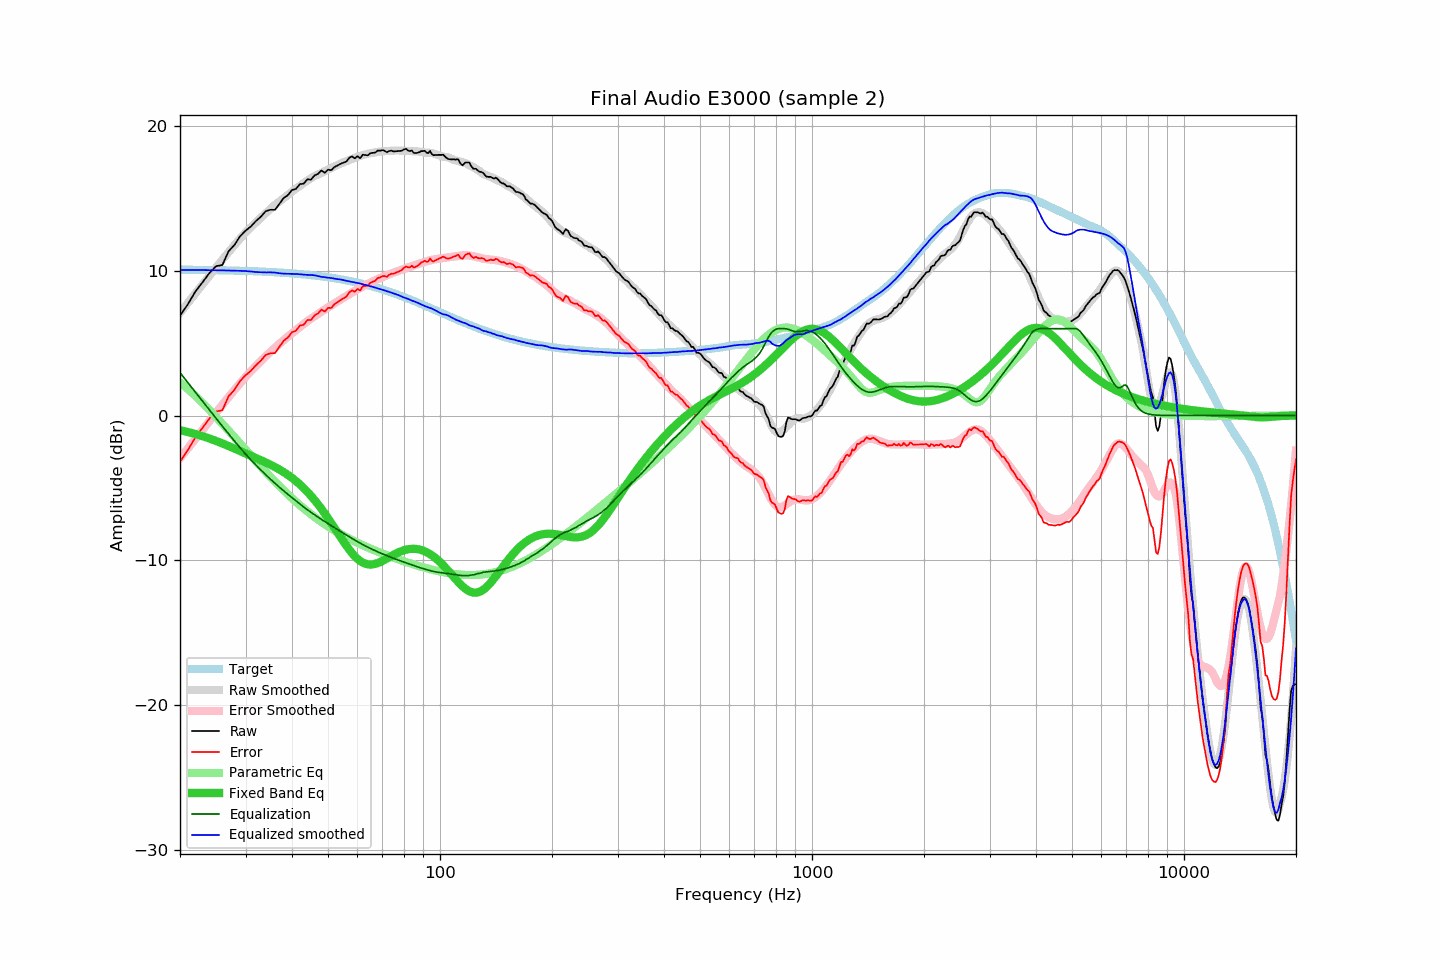 Final Audio E3000 (sample 2)
20
10
0
−10
−20
−30
Amplitude (dBr)
Target
Raw Smoothed
Error Smoothed
Raw
Error
Parametric Eq
Fixed Band Eq
Equalization
Equalized smoothed
100 1000 10000
Frequency (Hz)